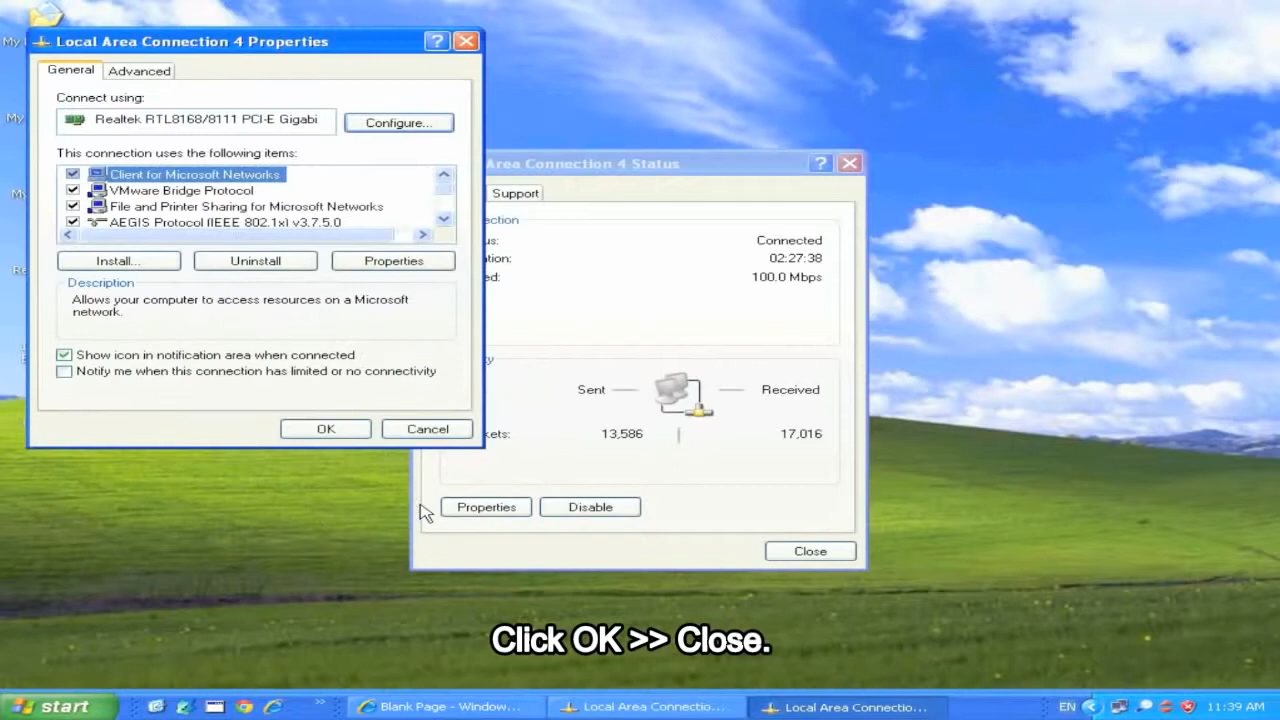 My
Local Area Connection 4 Properties
General
Advanced
Connect using:
Realtek RTL8168/8111 PCI-E Gigabi
Configure...
My
This connection uses the following items:
Client for Microsoft Networks
VMware Bridge Protocol
File and Printer Sharing for Microsoft Networks
AEGIS Protocol (IEEE 802.1x) v3.7.5.0
Install...
Uninstall
Properties
Description
Allows your computer to access resources on a Microsoft
network.
Show icon in notification area when connected
Notify me when this connection has limited or no connectivity
OK
Cancel
Area Connection 4 Status
Support
Connected
02:27:38
100.0 Mbps
Sent
Received
13,586
17,016
Properties
Disable
Close
Click OK >> Close.
start
Blank Page - Window...
Local Area Connectio...
Local Area Connectio...
EN
11:39 AM